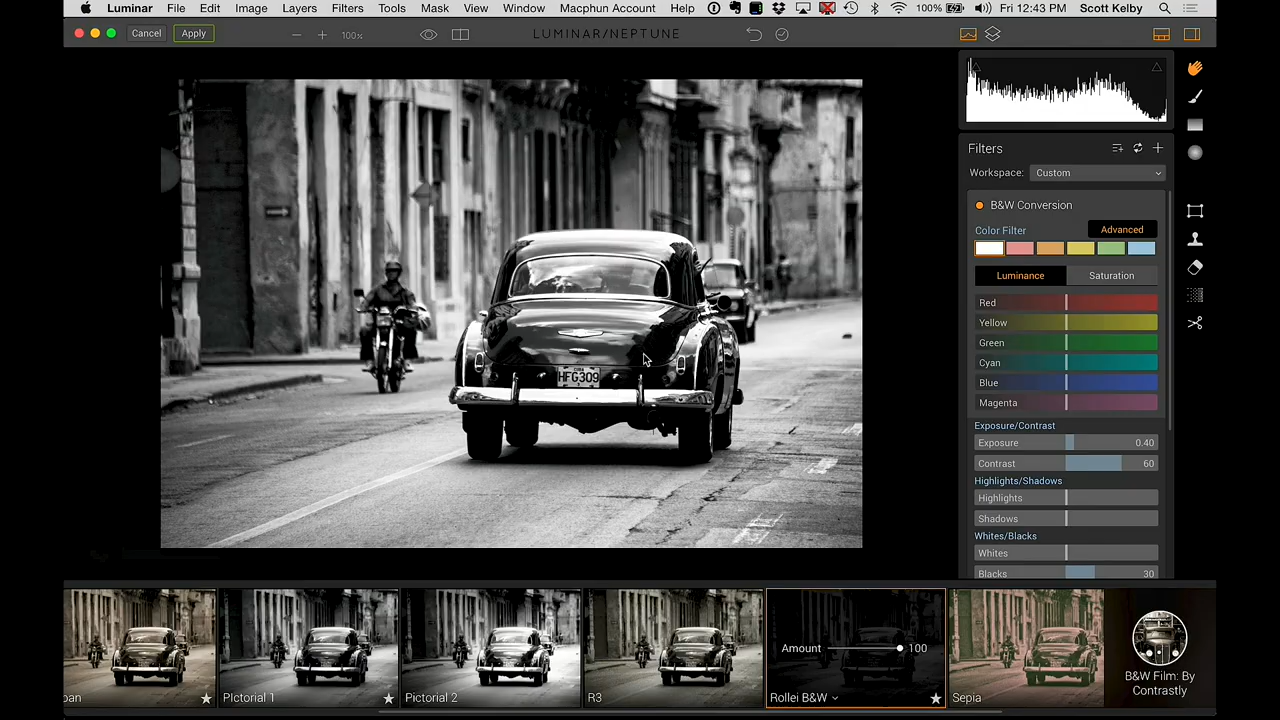 Luminar File Edit Image Layers Filters Tools Mask View Window Macphun Account Help 100% Fri 12:43 PM Scott Kelby
Cancel Apply 100% LUMINAR/NEPTUNE
Filters
Workspace: Custom
B&W Conversion
Color Filter Advanced
Luminance Saturation
Red
Yellow
Green
Cyan
Blue
Magenta
Exposure/Contrast
Exposure 0.40
Contrast 60
Highlights/Shadows
Highlights
Shadows
Whites/Blacks
Whites
Blacks 30
CUBA
HFG309
Amount 100
pan PIctorial 1 Pictorial 2 R3 Rollei B&W Sepia
B&W Film: By
Contrastly